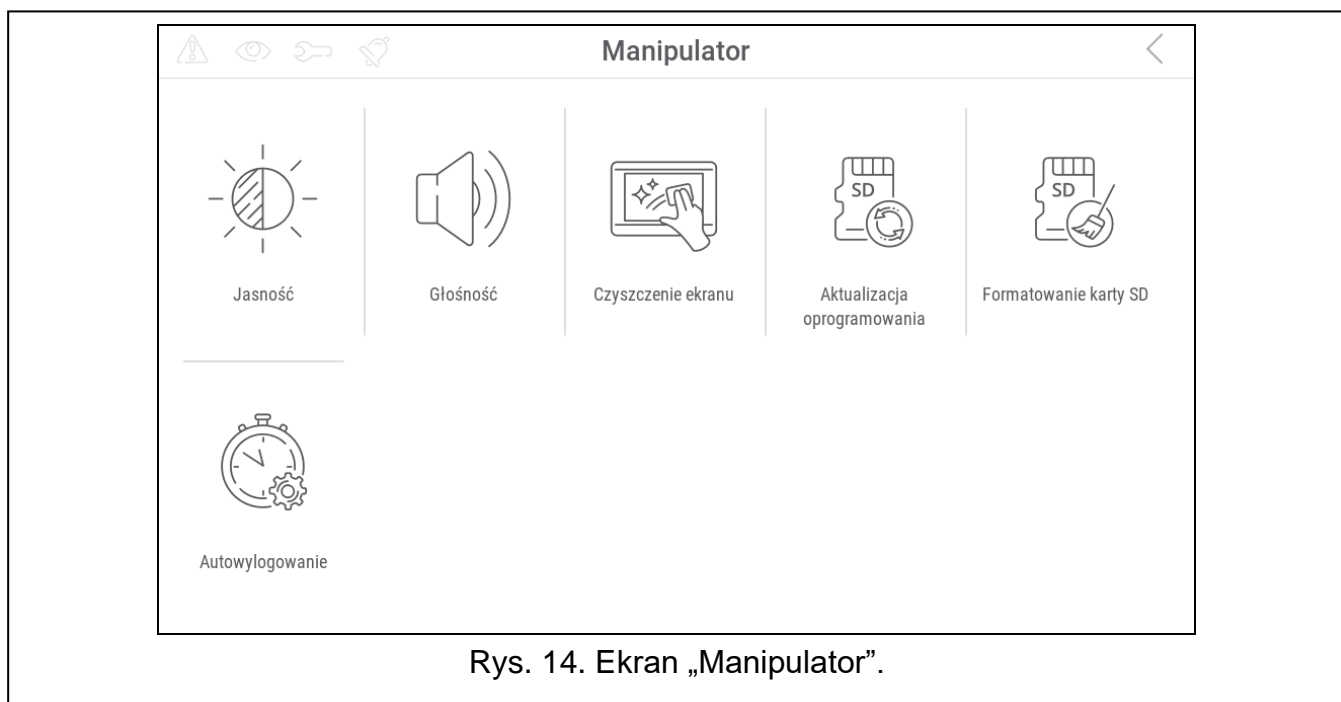 Manipulator
SD
SD
Jasność
Głośność
Czyszczenie ekranu
Aktualizacja
oprogramowania
Formatowanie karty SD
Autowylogowanie
Rys. 14. Ekran „Manipulator”.